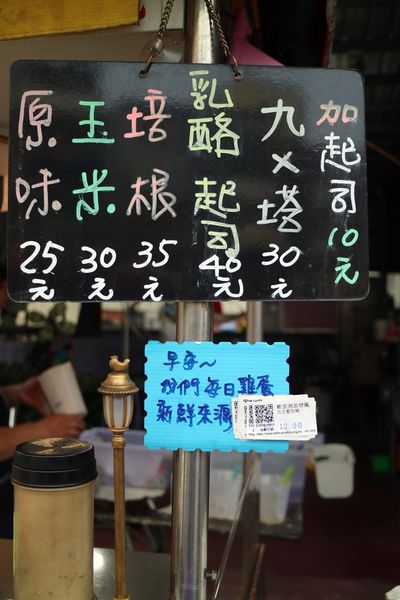 原味 25元
玉米 30元
培根 35元
乳酪起司 40元
九×塔 30元
加起司 10元
早安~
我們每日雞蛋
新鮮來源